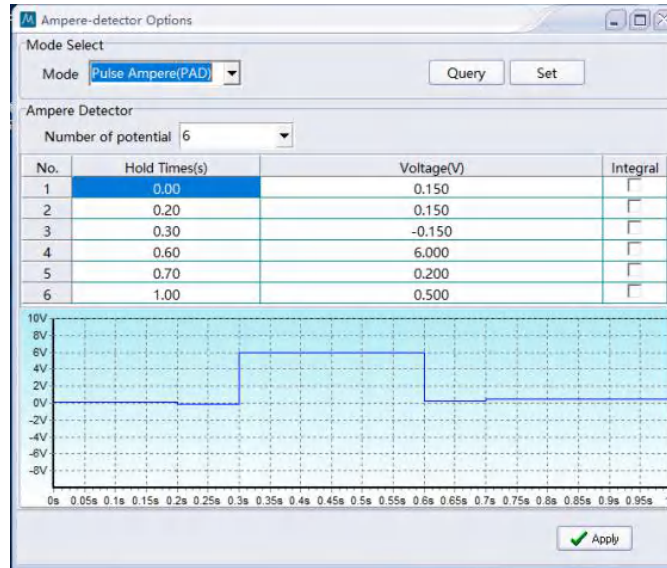 Ampere-detector Options
Mode Select
Mode Pulse Ampere(PAD) Query Set
Ampere Detector
Number of potential 6
No. Hold Times(s) Voltage(V) Integral
1 0.00 0.150
2 0.20 0.150
3 0.30 -0.150
4 0.60 6.000
5 0.70 0.200
6 1.00 0.500
10V
8V
6V
4V
2V
0V
-2V
-4V
-6V
-8V
0s 0.05s 0.1s 0.15s 0.2s 0.25s 0.3s 0.35s 0.4s 0.45s 0.5s 0.55s 0.6s 0.65s 0.7s 0.75s 0.8s 0.85s 0.9s 0.95s
Apply